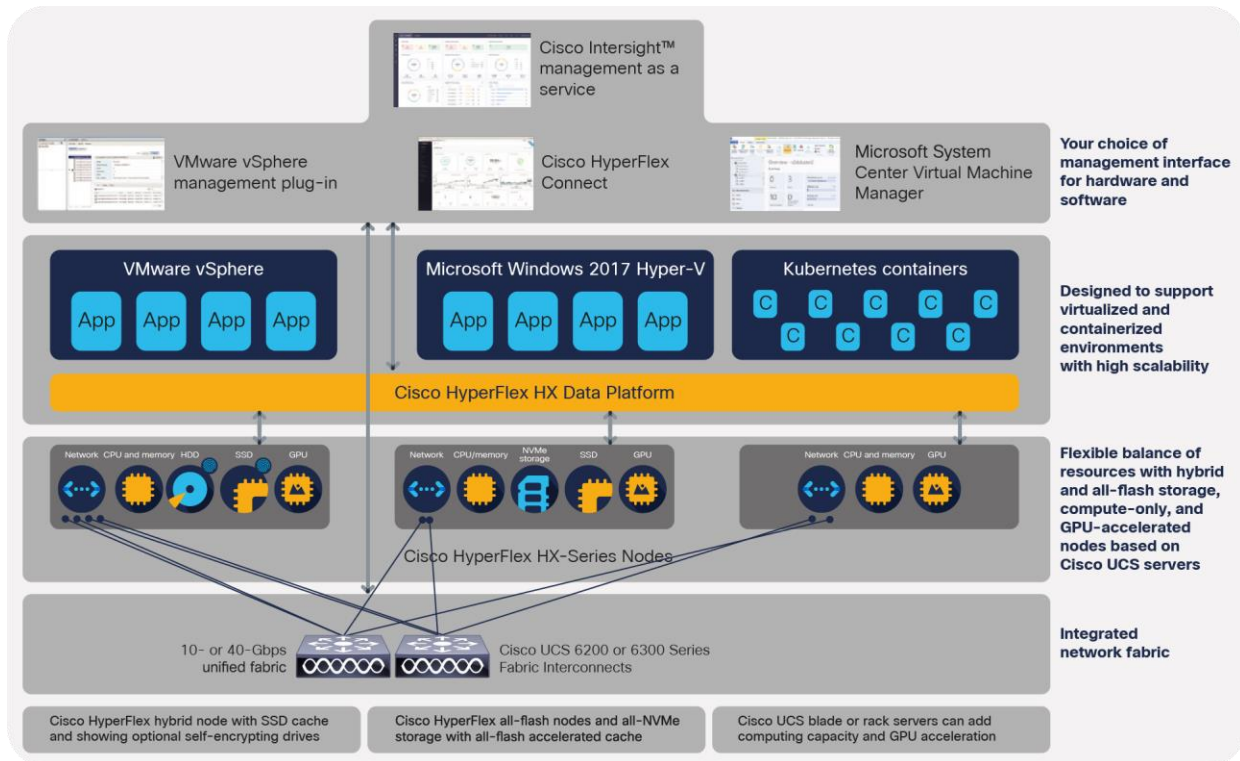 Cisco Intersight™
management as a
service
VMware vSphere
management plug-in
Cisco HyperFlex
Connect
Microsoft System
Center Virtual Machine
Manager
Your choice of
management interface
for hardware and
software
VMware vSphere
App App App App
Microsoft Windows 2017 Hyper-V
App App App App
Kubernetes containers
C C C C C
C C C C
Cisco HyperFlex HX Data Platform
Designed to support
virtualized and
containerized
environments
with high scalability
Network CPU and memory HDD SSD GPU
Network CPU/memory NVMe
storage SSD GPU
Network CPU and memory GPU
Cisco HyperFlex HX-Series Nodes
Flexible balance of
resources with hybrid
and all-flash storage,
compute-only, and
GPU-accelerated
nodes based on
Cisco UCS servers
10- or 40-Gbps
unified fabric
Cisco UCS 6200 or 6300 Series
Fabric Interconnects
Integrated
network fabric
Cisco HyperFlex hybrid node with SSD cache
and showing optional self-encrypting drives
Cisco HyperFlex all-flash nodes and all-NVMe
storage with all-flash accelerated cache
Cisco UCS blade or rack servers can add
computing capacity and GPU acceleration